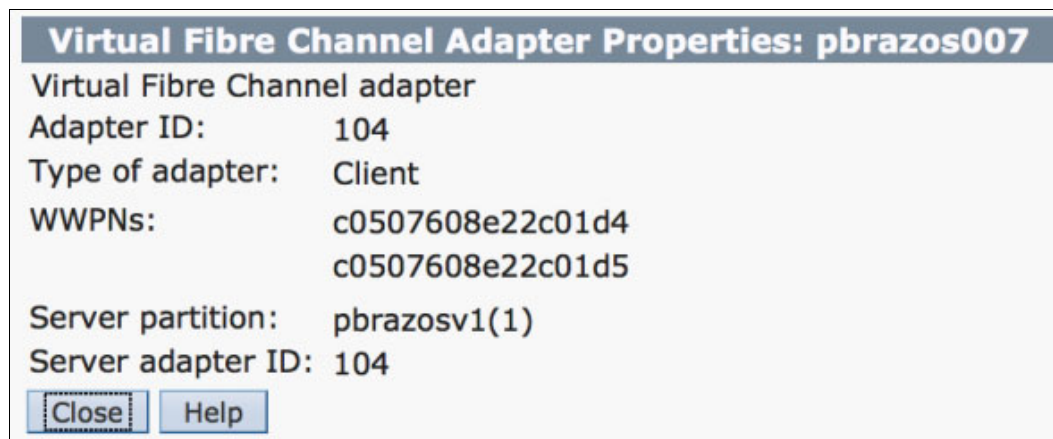 Virtual Fibre Channel Adapter Properties: pbrazos007
Virtual Fibre Channel adapter
Adapter ID: 104
Type of adapter: Client
WWPNs: c0507608e22c01d4
c0507608e22c01d5
Server partition: pbrazosv1(1)
Server adapter ID: 104
Close Help